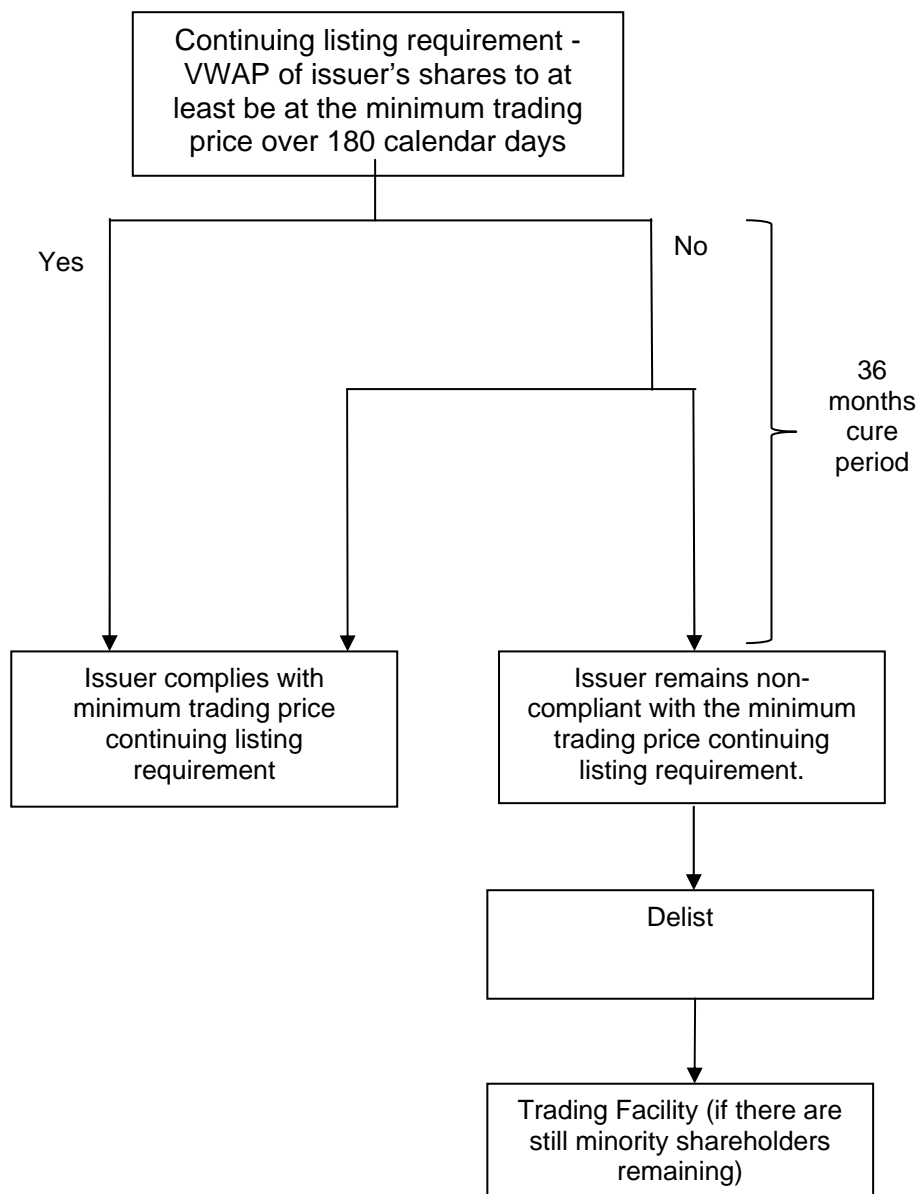 Continuing listing requirement -
VWAP of issuer's shares to at
least be at the minimum trading
price over 180 calendar days
Yes
No
36
months
cure
period
Issuer complies with
minimum trading price
continuing listing
requirement
Issuer remains non-
compliant with the minimum
trading price continuing
listing requirement.
Delist
Trading Facility (if there are
still minority shareholders
remaining)